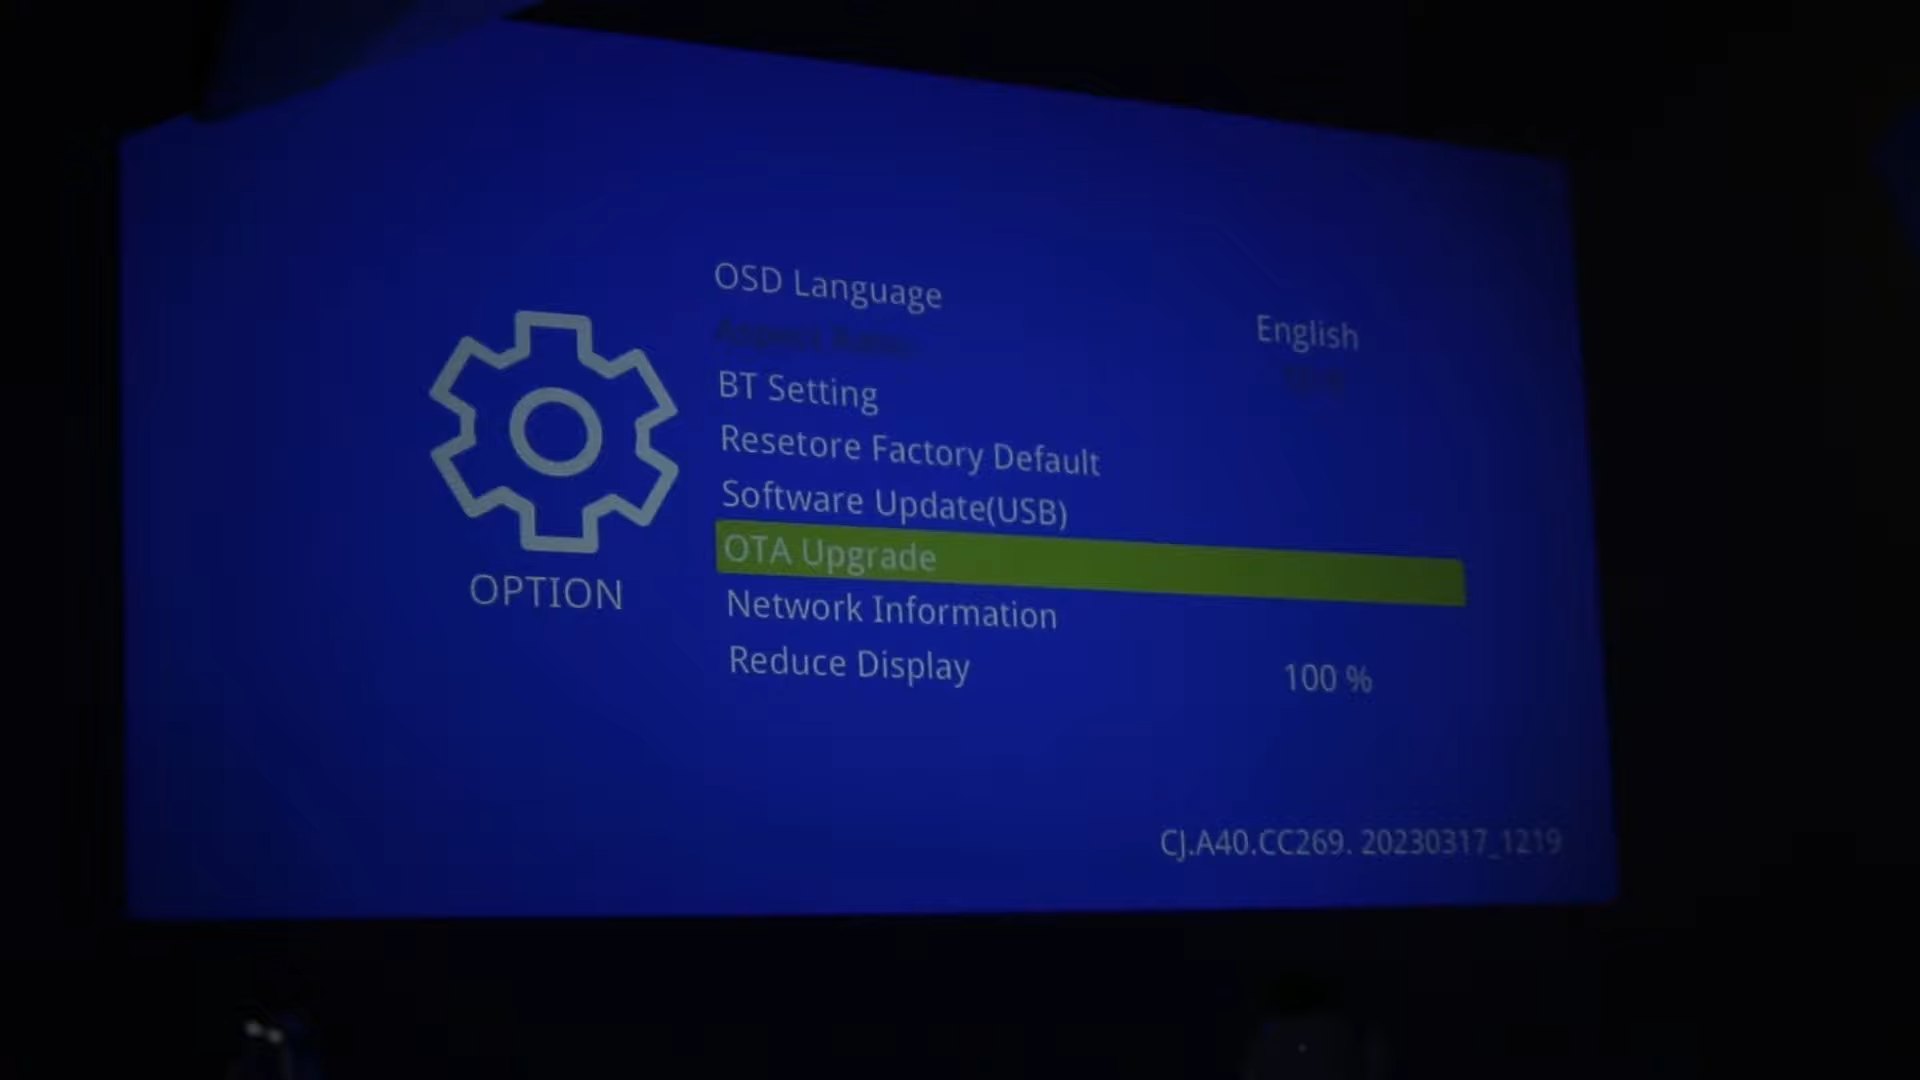 OSD Language
English
BT Setting
Resetore Factory Default
Software Update(USB)
OTA Upgrade
Network Information
Reduce Display
100 %
OPTION
CJ.A40.CC269. 20230317_1219